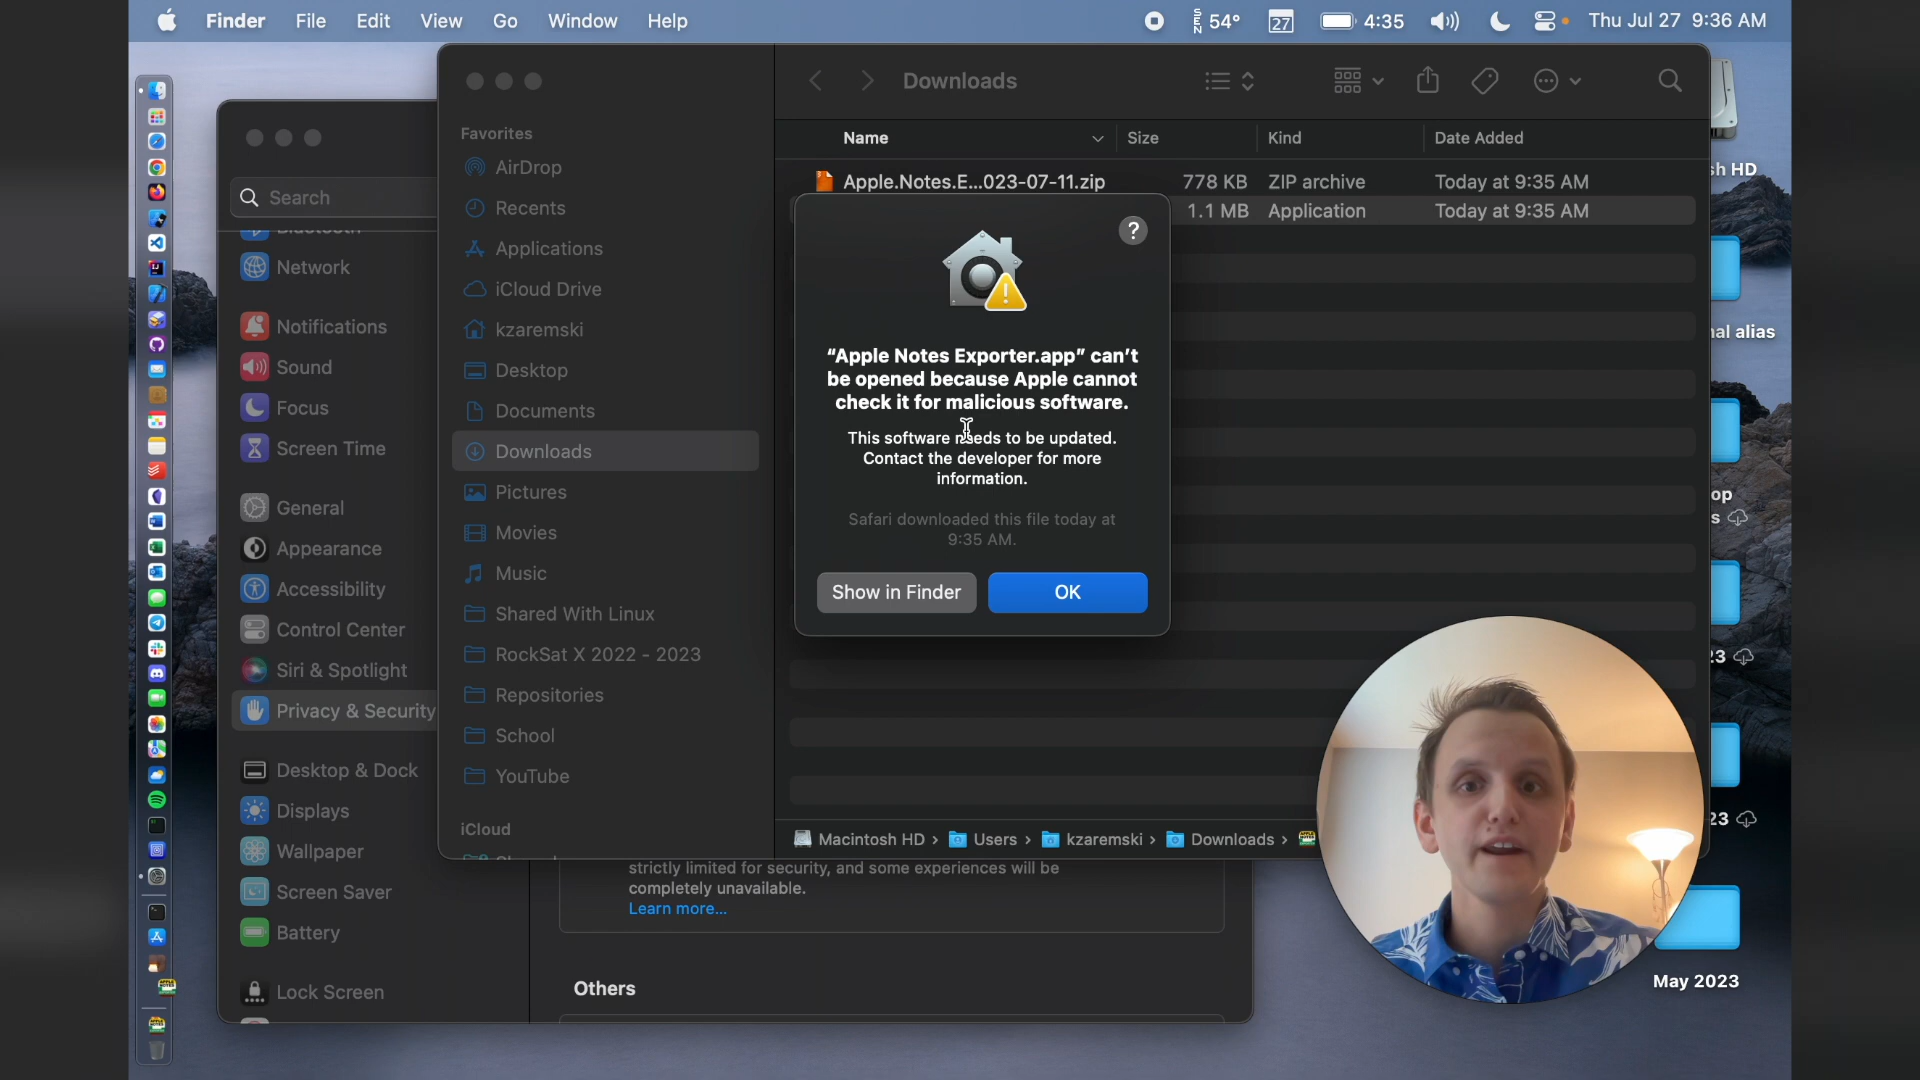 Finder File Edit View Go Window Help
SEN 54° 27 4:35 Thu Jul 27 9:36 AM
Search
Network
Notifications
Sound
Focus
Screen Time
General
Appearance
Accessibility
Control Center
Siri & Spotlight
Privacy & Security
Desktop & Dock
Displays
Wallpaper
Screen Saver
Battery
Lock Screen
Favorites
AirDrop
Recents
Applications
iCloud Drive
kzaremski
Desktop
Documents
Downloads
Pictures
Movies
Music
Shared With Linux
RockSat X 2022 - 2023
Repositories
School
YouTube
iCloud
Downloads
Name Size Kind Date Added
Apple.Notes.E...023-07-11.zip 778 KB ZIP archive Today at 9:35 AM
1.1 MB Application Today at 9:35 AM
?
“Apple Notes Exporter.app” can’t
be opened because Apple cannot
check it for malicious software.
This software needs to be updated.
Contact the developer for more
information.
Safari downloaded this file today at
9:35 AM.
Show in Finder OK
Macintosh HD › Users › kzaremski › Downloads ›
strictly limited for security, and some experiences will be
completely unavailable.
Learn more...
Others
sh HD
nal alias
op
s
23
23
May 2023